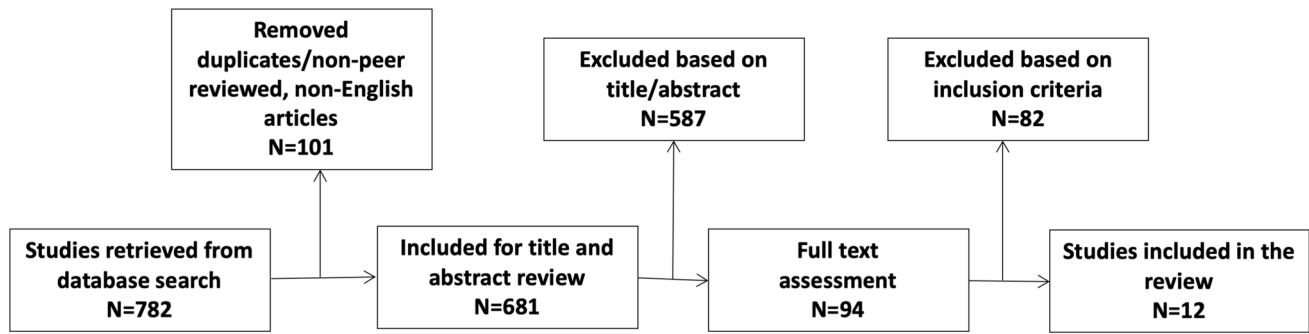 Removed
duplicates/non-peer
reviewed, non-English
articles
N=101
Excluded based on
title/abstract
N=587
Excluded based on
inclusion criteria
N=82
Studies retrieved from
database search
N=782
Included for title and
abstract review
N=681
Full text
assessment
N=94
Studies included in the
review
N=12